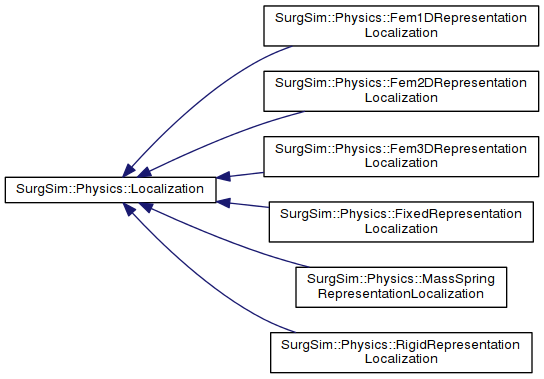 SurgSim::Physics::Fem1DRepresentation
Localization
SurgSim::Physics::Fem2DRepresentation
Localization
SurgSim::Physics::Fem3DRepresentation
Localization
SurgSim::Physics::Localization
SurgSim::Physics::FixedRepresentation
Localization
SurgSim::Physics::MassSpring
RepresentationLocalization
SurgSim::Physics::RigidRepresentation
Localization